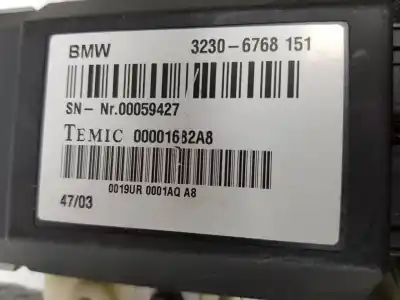 BMW 3230-6768 151
SN- Nr.00059427
TEMIC 00001682A8
0019UR 0001AQ A8
47/03